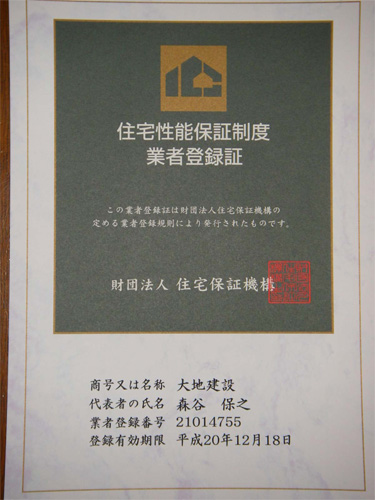 住宅性能保証制度
業者登録証
この業者登録証は財団法人住宅保証機構の
定める業者登録規則により発行されたものです。
財団法人 住宅保証機構
商号又は名称 大地建設
代表者の氏名 森谷 保之
業者登録番号 21014755
登録有効期限 平成20年12月18日